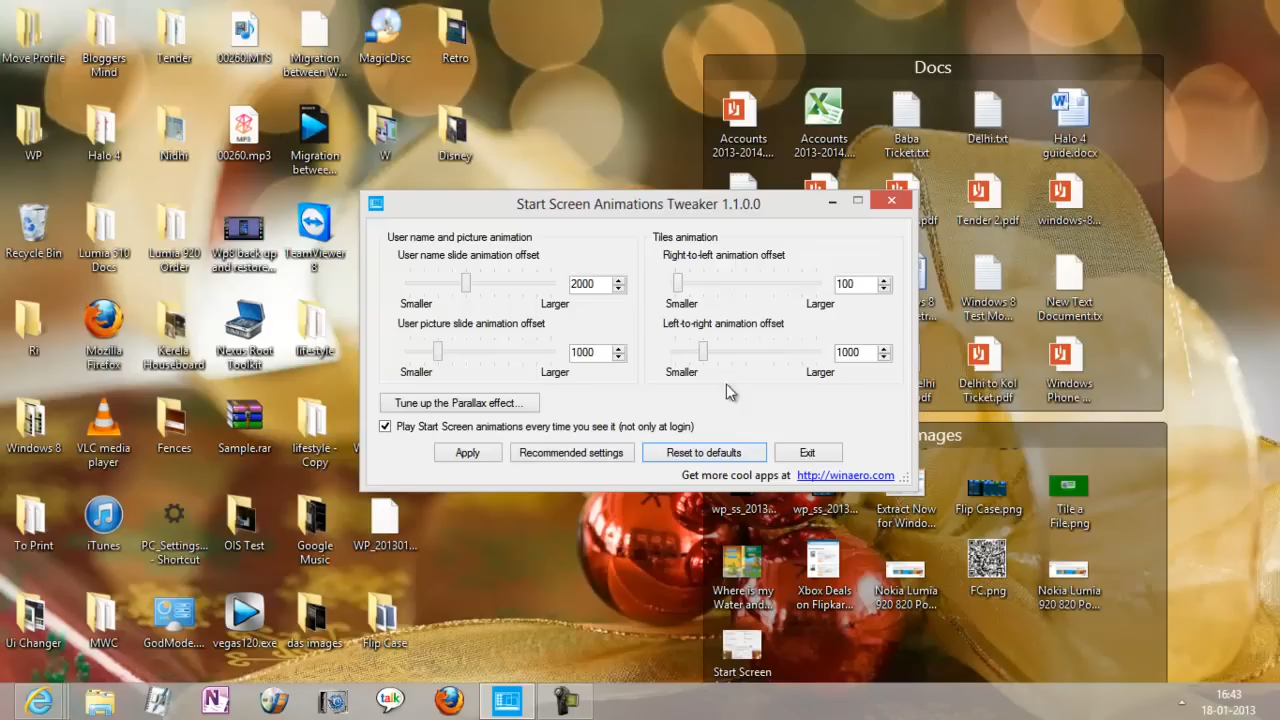 Move Profile
Bloggers
Mind
Tender
00260.MTS
Migration
between W...
MagicDisc
Retro
WP
Halo 4
Nidhi
00260.mp3
Migration
betwee...
W
Disney
Recycle Bin
Lumia 510
Docs
Lumia 920
Order
Wp8 back up
and restore...
TeamViewer
8
Ri
Mozilla
Firefox
Kerela
Houseboard
Nexus Root
Toolkit
lifestyle
Windows 8
VLC media
player
Fences
Sample.rar
lifestyle -
Copy
To Print
iTunes
PC_Settings...
- Shortcut
OIS Test
Google
Music
WP_201301...
Ui Changer
MWC
GodMode....
vegas120.exe
das images
Flip Case
Docs
Accounts
2013-2014....
Accounts
2013-2014....
Baba
Ticket.txt
Delhi.txt
Halo 4
guide.docx
.pdf
Tender 2.pdf
windows-8...
Windows 8
Test Mo...
New Text
Document.tx
Delhi to Kol
Ticket.pdf
Windows
Phone ...
Start Screen Animations Tweaker 1.1.0.0
User name and picture animation
User name slide animation offset
2000
Smaller
Larger
User picture slide animation offset
1000
Smaller
Larger
Tiles animation
Right-to-left animation offset
100
Smaller
Larger
Left-to-right animation offset
1000
Smaller
Larger
Tune up the Parallax effect...
Play Start Screen animations every time you see it (not only at login)
Apply
Recommended settings
Reset to defaults
Exit
Get more cool apps at http://winaero.com
mages
wp_ss_2013...
wp_ss_2013...
Extract Now
for Windo...
Flip Case.png
Tile a
File.png
Where is my
Water and...
Xbox Deals
on Flipkar...
Nokia Lumia
920 820 Po...
FC.png
Nokia Lumia
920 820 Po...
Start Screen
talk
16:43
18-01-2013